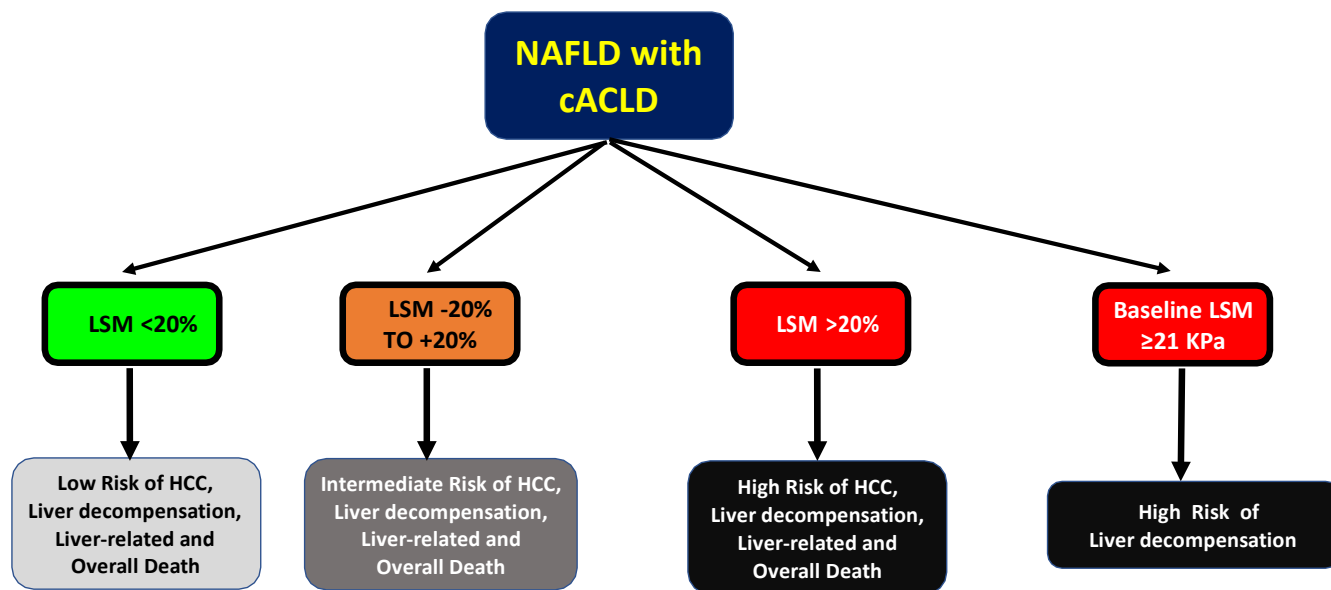 NAFLD with
cACLD
LSM <20%
LSM -20%
TO +20%
LSM >20%
Baseline LSM
≥21 KPa
Low Risk of HCC,
Liver decompensation,
Liver-related and
Overall Death
Intermediate Risk of HCC,
Liver decompensation,
Liver-related and
Overall Death
High Risk of HCC,
Liver decompensation,
Liver-related and
Overall Death
High Risk of
Liver decompensation